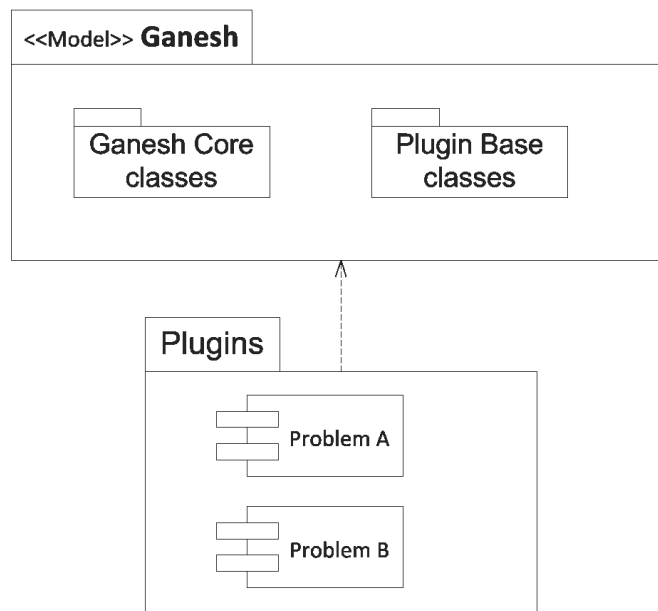 <<Model>> Ganesh
Ganesh Core
classes
Plugin Base
classes
Plugins
Problem A
Problem B